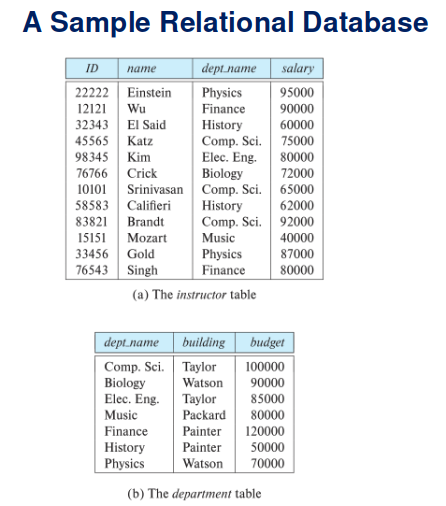 A Sample Relational Database
ID name dept_name salary
22222 Einstein Physics 95000
12121 Wu Finance 90000
32343 El Said History 60000
45565 Katz Comp. Sci. 75000
98345 Kim Elec. Eng. 80000
76766 Crick Biology 72000
10101 Srinivasan Comp. Sci. 65000
58583 Califieri History 62000
83821 Brandt Comp. Sci. 92000
15151 Mozart Music 40000
33456 Gold Physics 87000
76543 Singh Finance 80000
(a) The instructor table
dept_name building budget
Comp. Sci. Taylor 100000
Biology Watson 90000
Elec. Eng. Taylor 85000
Music Packard 80000
Finance Painter 120000
History Painter 50000
Physics Watson 70000
(b) The department table